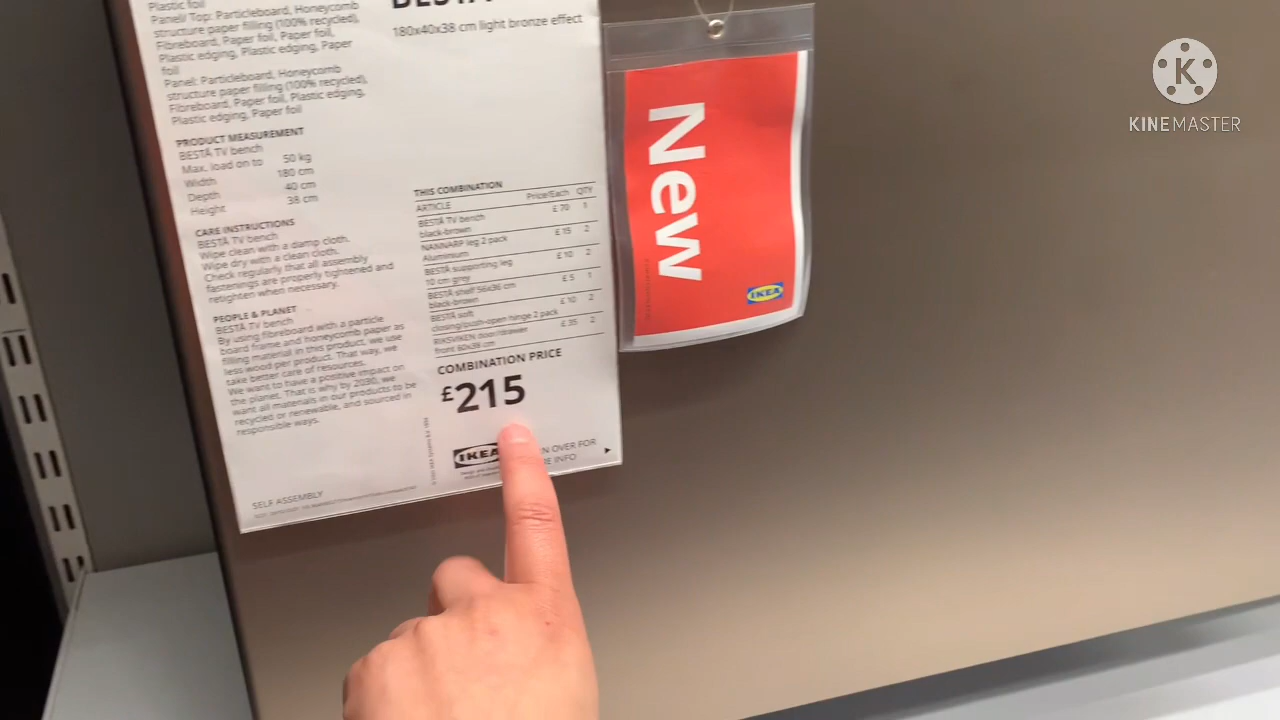 Plastic foil
Panel/ Top: Particleboard, Honeycomb
structure paper filling (100% recycled),
Fibreboard, Paper foil, Paper foil,
Plastic edging, Plastic edging, Paper
foil
Panel: Particleboard, Honeycomb
structure paper filling (100% recycled),
Fibreboard, Paper foil, Plastic edging,
Plastic edging, Paper foil
PRODUCT MEASUREMENT
BESTÅ TV bench
Max. load on to 50 kg
Width 180 cm
Depth 40 cm
Height 38 cm
CARE INSTRUCTIONS
BESTÅ TV bench
Wipe clean with a damp cloth.
Wipe dry with a clean cloth.
Check regularly that all assembly
fastenings are properly tightened and
retighten when necessary.
PEOPLE & PLANET
BESTÅ TV bench
By using fibreboard with a particle
board frame and honeycomb paper as
filling material in this product, we use
less wood per product. That way, we
take better care of resources.
We want to have a positive impact on
the planet. That is why by 2030, we
want all materials in our products to be
recycled or renewable, and sourced in
responsible ways.
SELF ASSEMBLY
BESTÅ
180x40x38 cm light bronze effect
THIS COMBINATION
ARTICLE Price/Each QTY
BESTÅ TV bench £ 70 1
black-brown
NANNARP leg 2 pack £ 15 2
Aluminium
BESTÅ supporting leg £ 10 2
10 cm grey
BESTÅ shelf 56x36 cm £ 5 1
black-brown
BESTÅ soft £ 10 2
closing/push-open hinge 2 pack
RIKSVIKEN door/drawer £ 35 2
front 60x38 cm
COMBINATION PRICE
£215
IKEA
N OVER FOR
RE INFO
New
IKEA
K
KINEMASTER